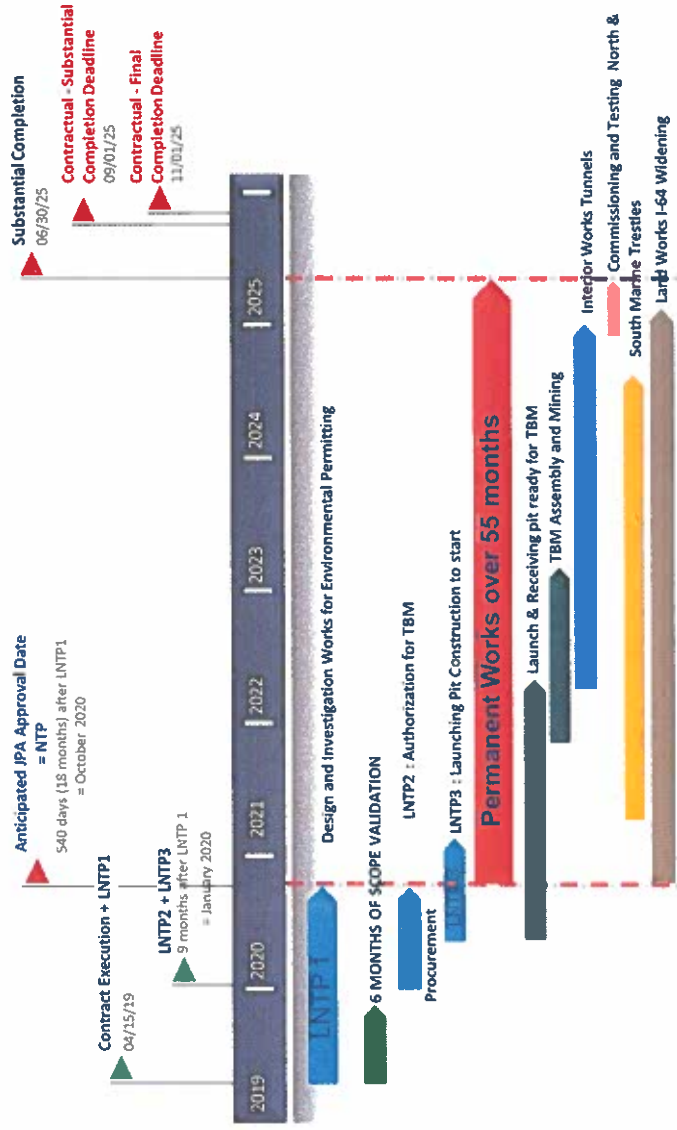 Contract Execution + LNTP1
04/15/19
LNTP2 + LNTP3
9 months after LNTP 1
= January 2020
Anticipated JPA Approval Date
= NTP
540 days (18 months) after LNTP1
= October 2020
Substantial Completion
06/30/25
Contractual - Substantial
Completion Deadline
09/01/25
Contractual - Final
Completion Deadline
11/01/25
2019
2020
2021
2022
2023
2024
2025
LNTP 1
Design and Investigation Works for Environmental Permitting
6 MONTHS OF SCOPE VALIDATION
LNTP2 : Authorization for TBM
Procurement
LNTP3 : Launching Pit Construction to start
Permanent Works over 55 months
Launch & Receiving pit ready for TBM
TBM Assembly and Mining
Interior Works Tunnels
Commissioning and Testing North &
South Marine Trestles
Land Works I-64 Widening